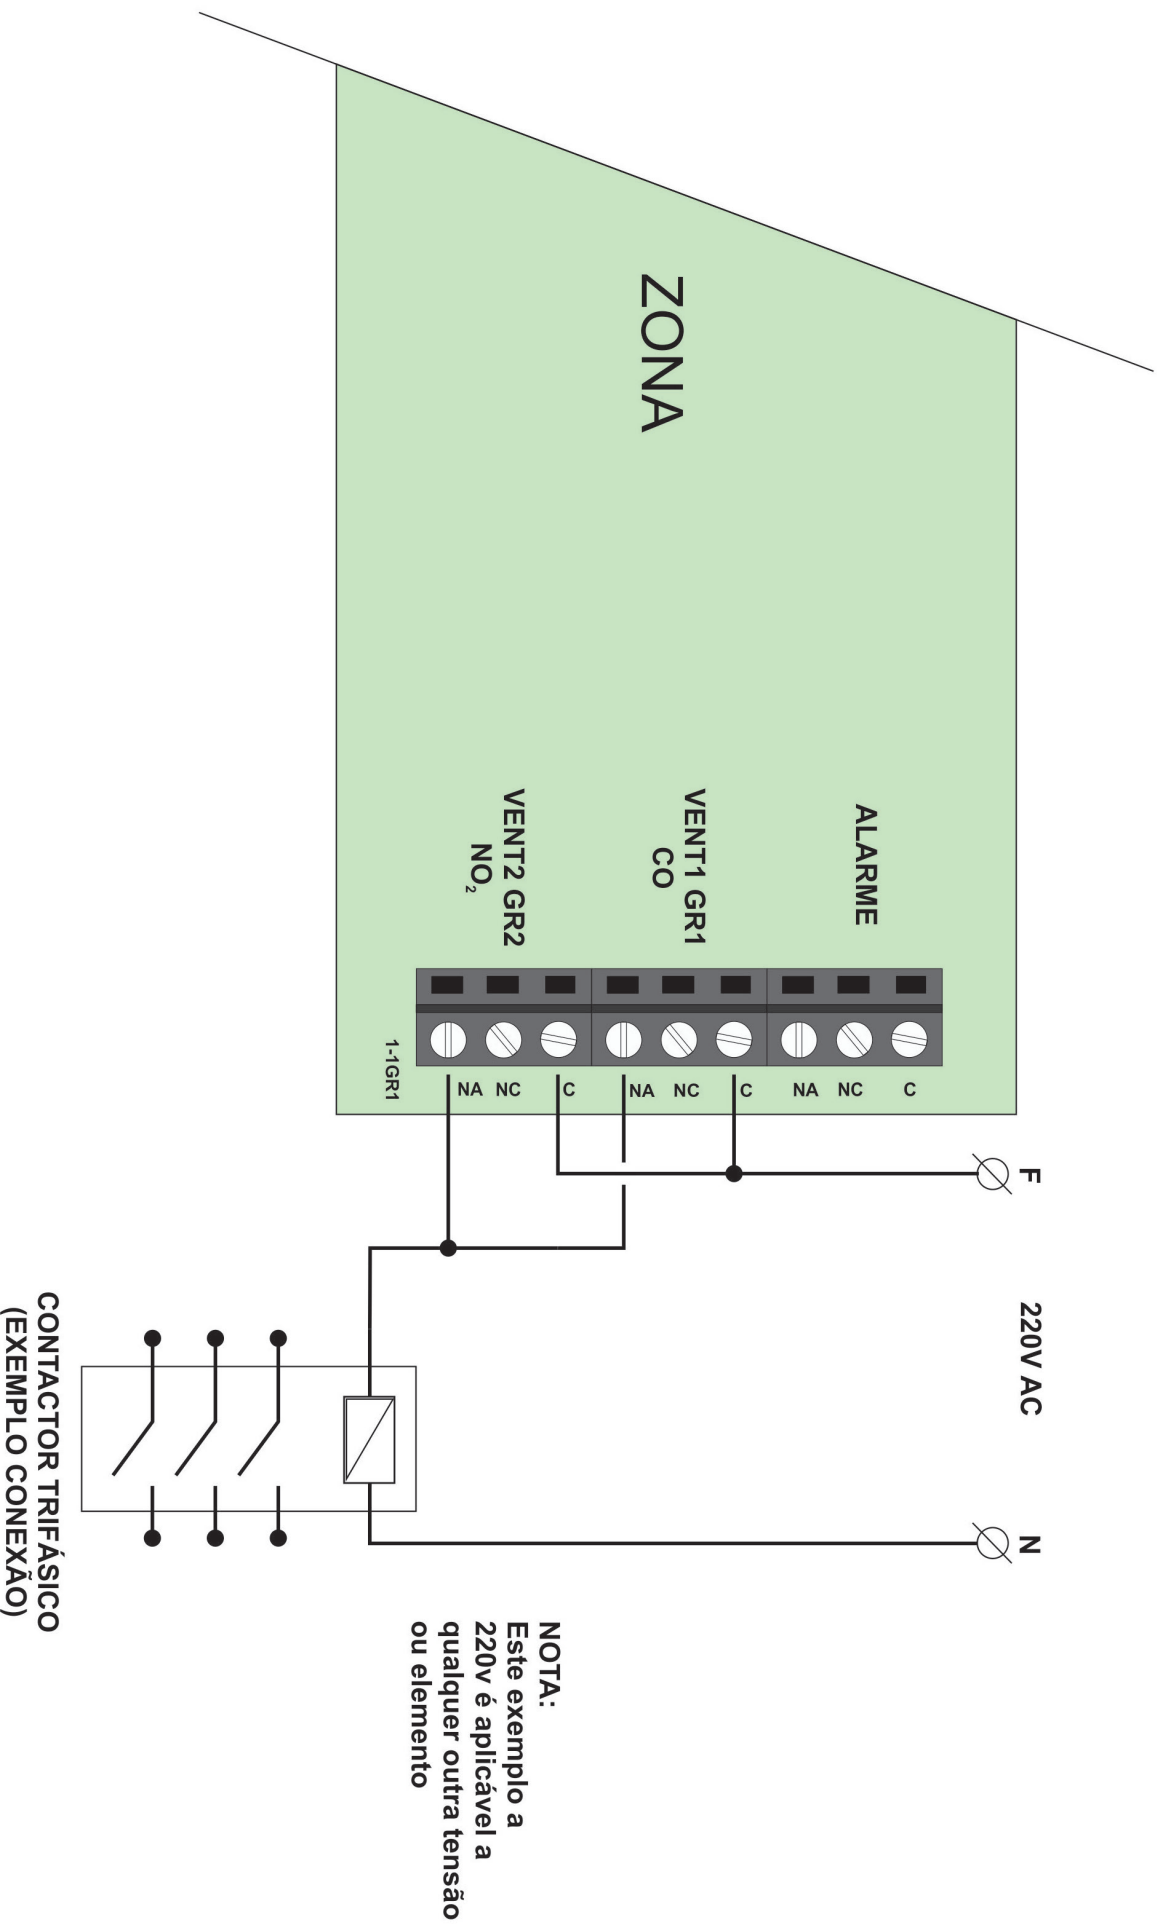 F
220V AC
N
ZONA
ALARME
C
NC
NA
VENT1 GR1
CO
C
NC
NA
VENT2 GR2
NO₂
C
NC
NA
1-1GR1
NOTA:
Este exemplo a
220v é aplicável a
qualquer outra tensão
ou elemento
CONTACTOR TRIFÁSICO
(EXEMPLO CONEXÃO)